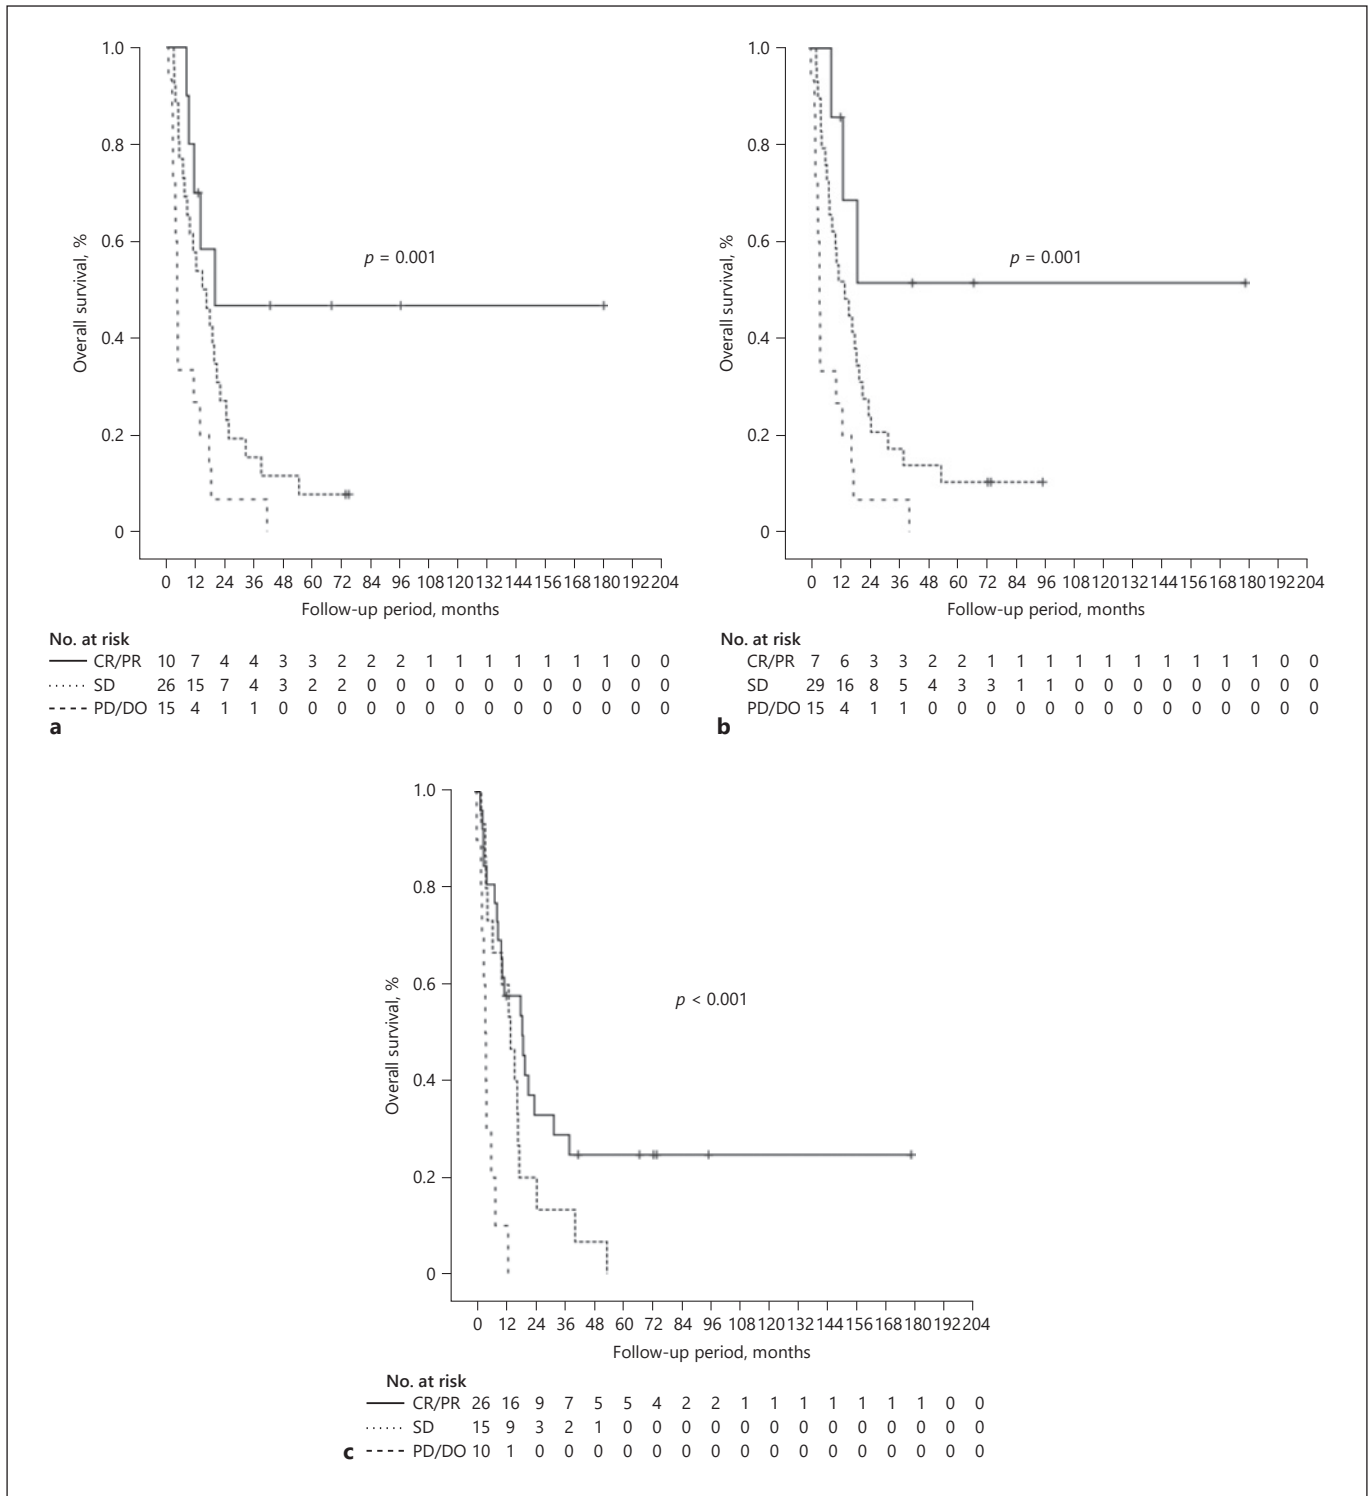 1.0
0.8
0.6
0.4
0.2
0
Overall survival, %
p = 0.001
0 12 24 36 48 60 72 84 96 108 120 132 144 156 168 180 192 204
Follow-up period, months
No. at risk
CR/PR 10 7 4 4 3 3 2 2 2 1 1 1 1 1 1 1 0 0
SD 26 15 7 4 3 2 2 0 0 0 0 0 0 0 0 0 0 0
PD/DO 15 4 1 1 0 0 0 0 0 0 0 0 0 0 0 0 0 0
a
1.0
0.8
0.6
0.4
0.2
0
Overall survival, %
p = 0.001
0 12 24 36 48 60 72 84 96 108 120 132 144 156 168 180 192 204
Follow-up period, months
No. at risk
CR/PR 7 6 3 3 2 2 1 1 1 1 1 1 1 1 1 1 0 0
SD 29 16 8 5 4 3 3 1 1 0 0 0 0 0 0 0 0 0
PD/DO 15 4 1 1 0 0 0 0 0 0 0 0 0 0 0 0 0 0
b
1.0
0.8
0.6
0.4
0.2
0
Overall survival, %
p < 0.001
0 12 24 36 48 60 72 84 96 108 120 132 144 156 168 180 192 204
Follow-up period, months
No. at risk
CR/PR 26 16 9 7 5 5 4 2 2 1 1 1 1 1 1 1 0 0
SD 15 9 3 2 1 0 0 0 0 0 0 0 0 0 0 0 0 0
PD/DO 10 1 0 0 0 0 0 0 0 0 0 0 0 0 0 0 0 0
c